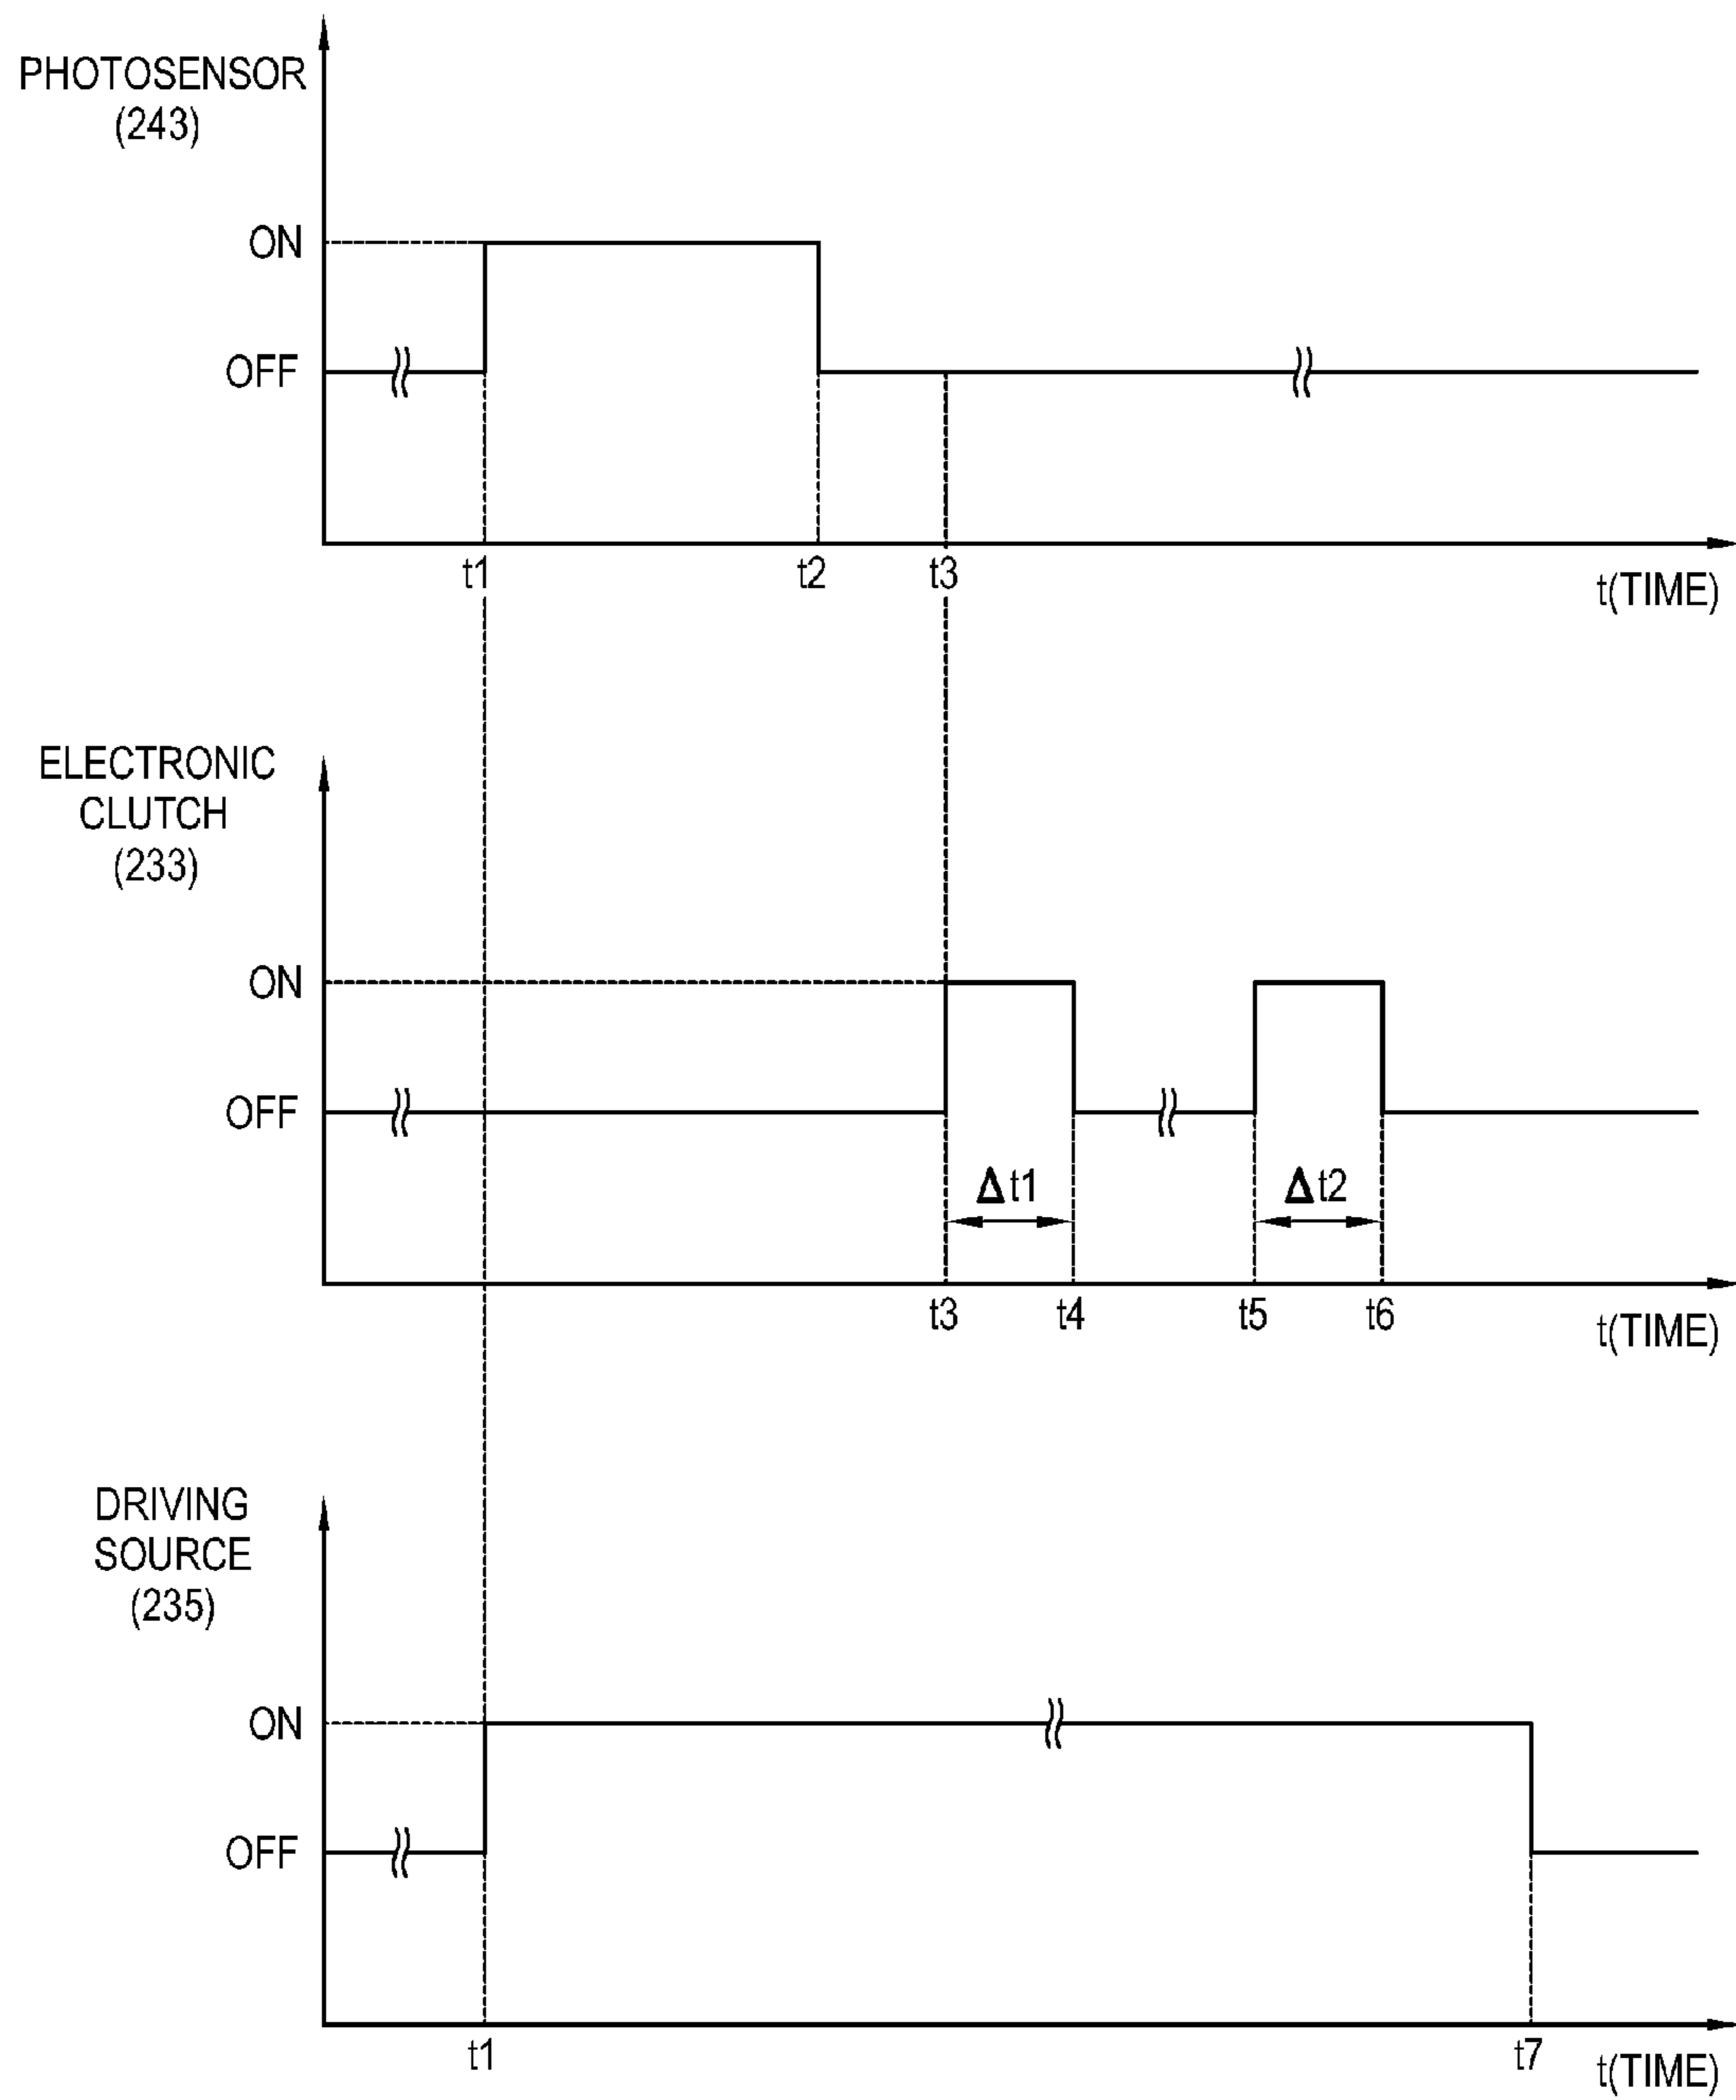 PHOTOSENSOR
(243)
ON
OFF
t1 t2 t3
t(TIME)
ELECTRONIC
CLUTCH
(233)
ON
OFF
Δt1 Δt2
t3 t4 t5 t6
t(TIME)
DRIVING
SOURCE
(235)
ON
OFF
t1 t7
t(TIME)